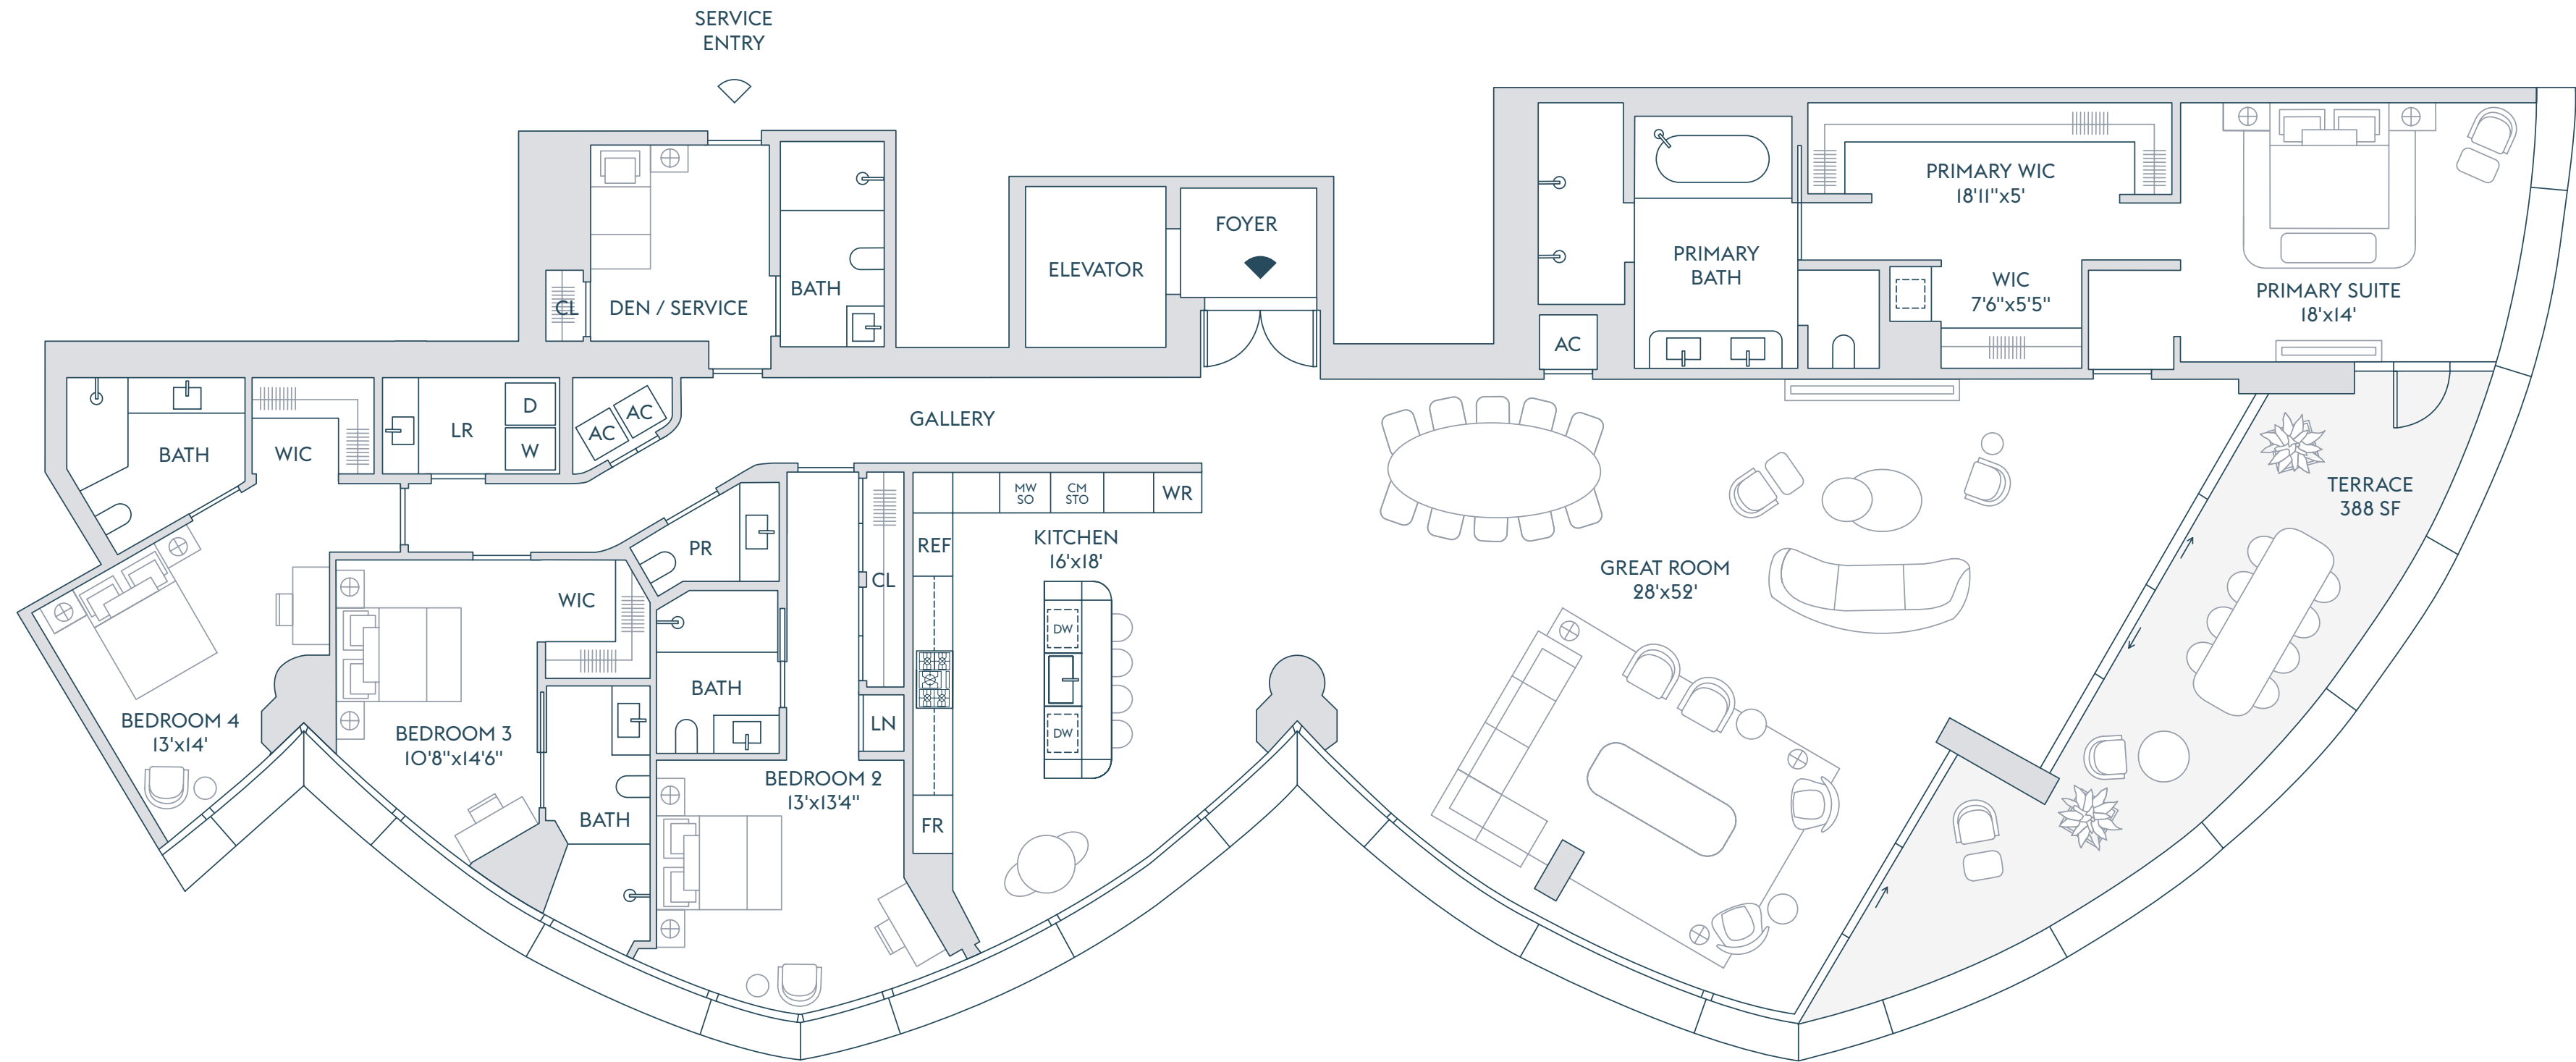 SERVICE
ENTRY
PRIMARY WIC
18'11"x5'
FOYER
PRIMARY
BATH
ELEVATOR
BATH
WIC
7'6"x5'5"
PRIMARY SUITE
18'x14'
CL
DEN / SERVICE
AC
D
AC
AC
GALLERY
LR
W
BATH
WIC
TERRACE
388 SF
MW
SO
CM
STO
WR
REF
KITCHEN
16'x18'
PR
GREAT ROOM
28'x52'
CL
WIC
DW
BATH
BEDROOM 4
13'x14'
LN
BEDROOM 3
10'8"x14'6"
DW
BEDROOM 2
13'x13'4"
BATH
FR